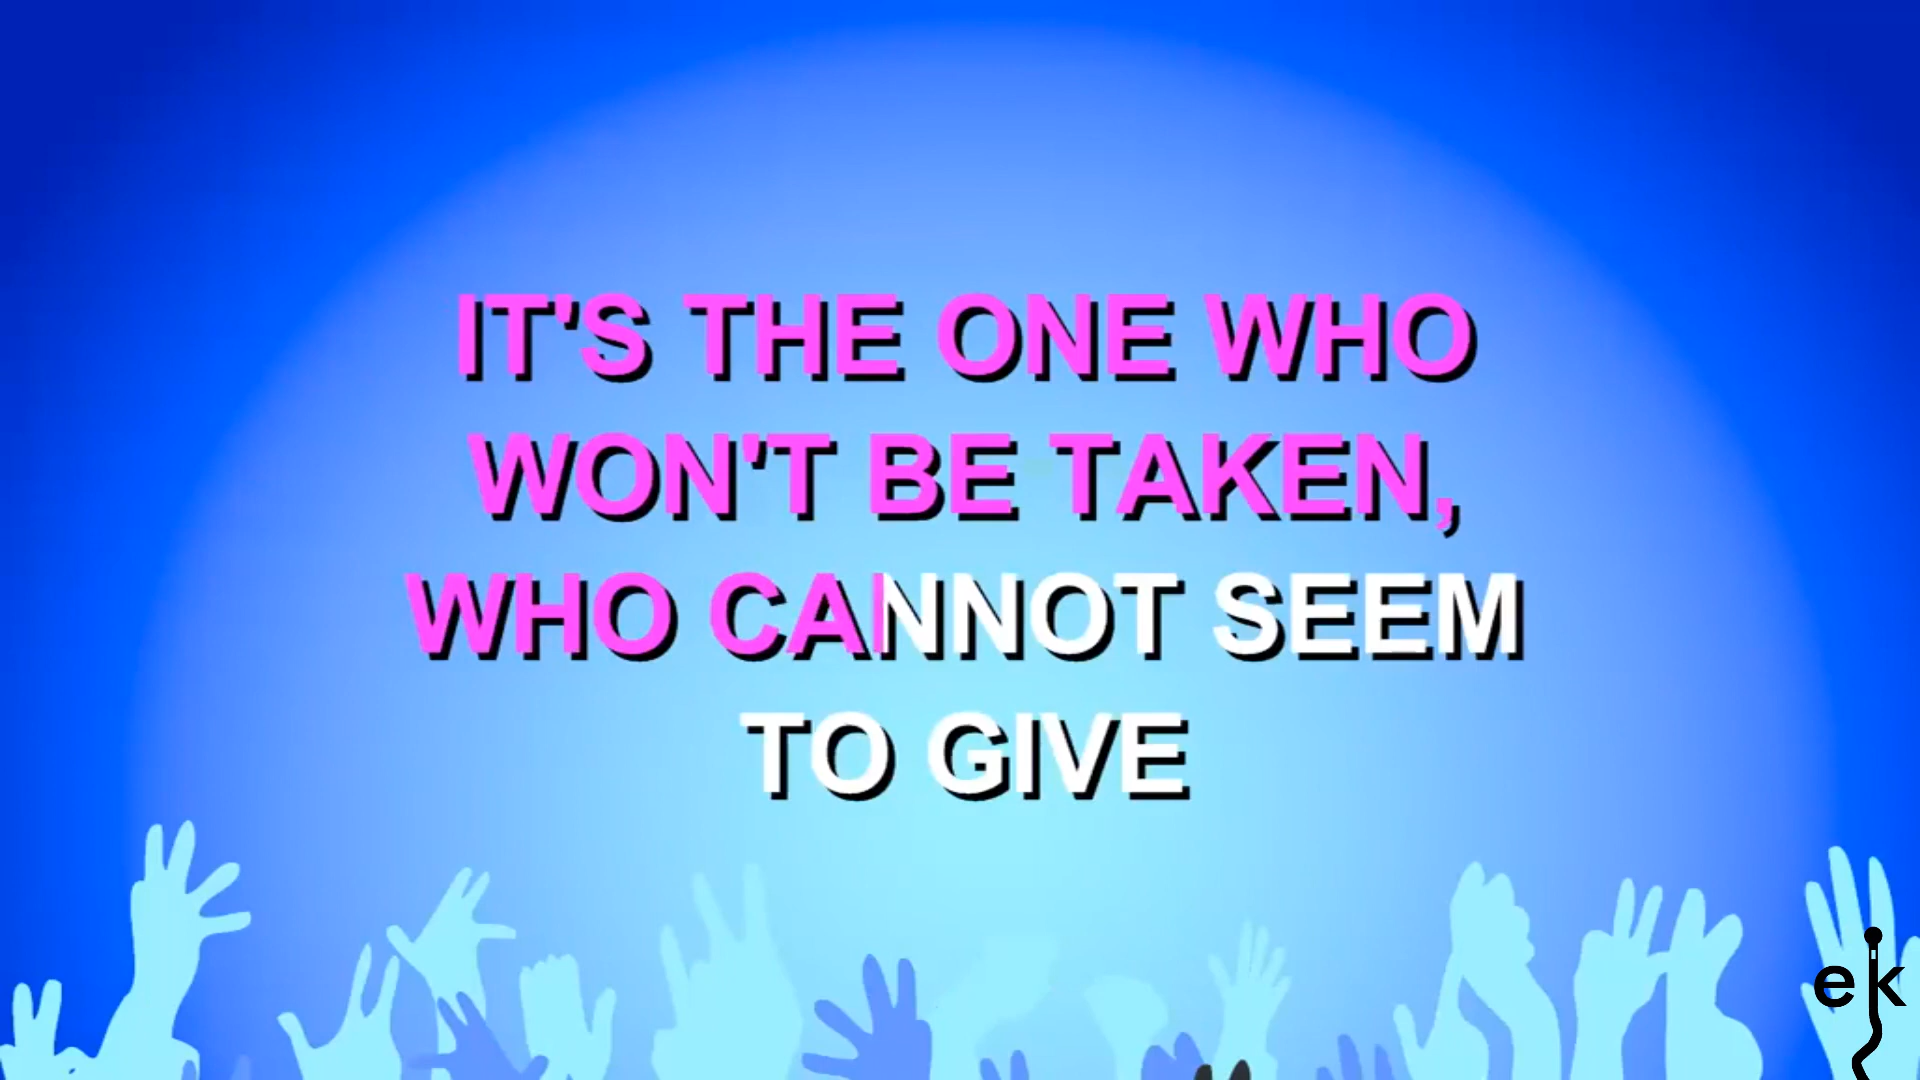 IT'S THE ONE WHO
WON'T BE TAKEN,
WHO CANNOT SEEM
TO GIVE
ek